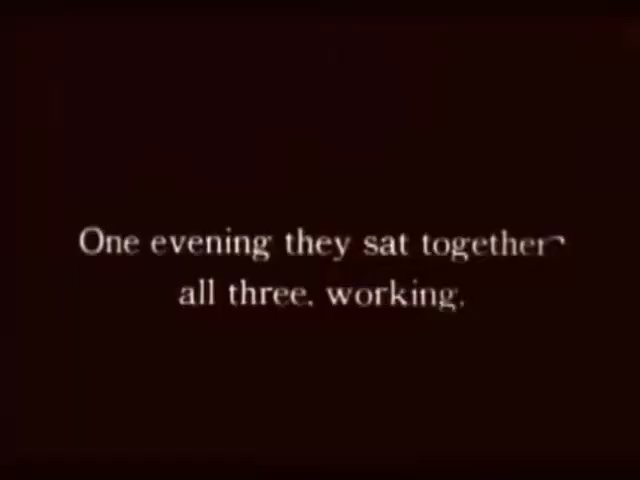 One evening they sat together
all three, working.